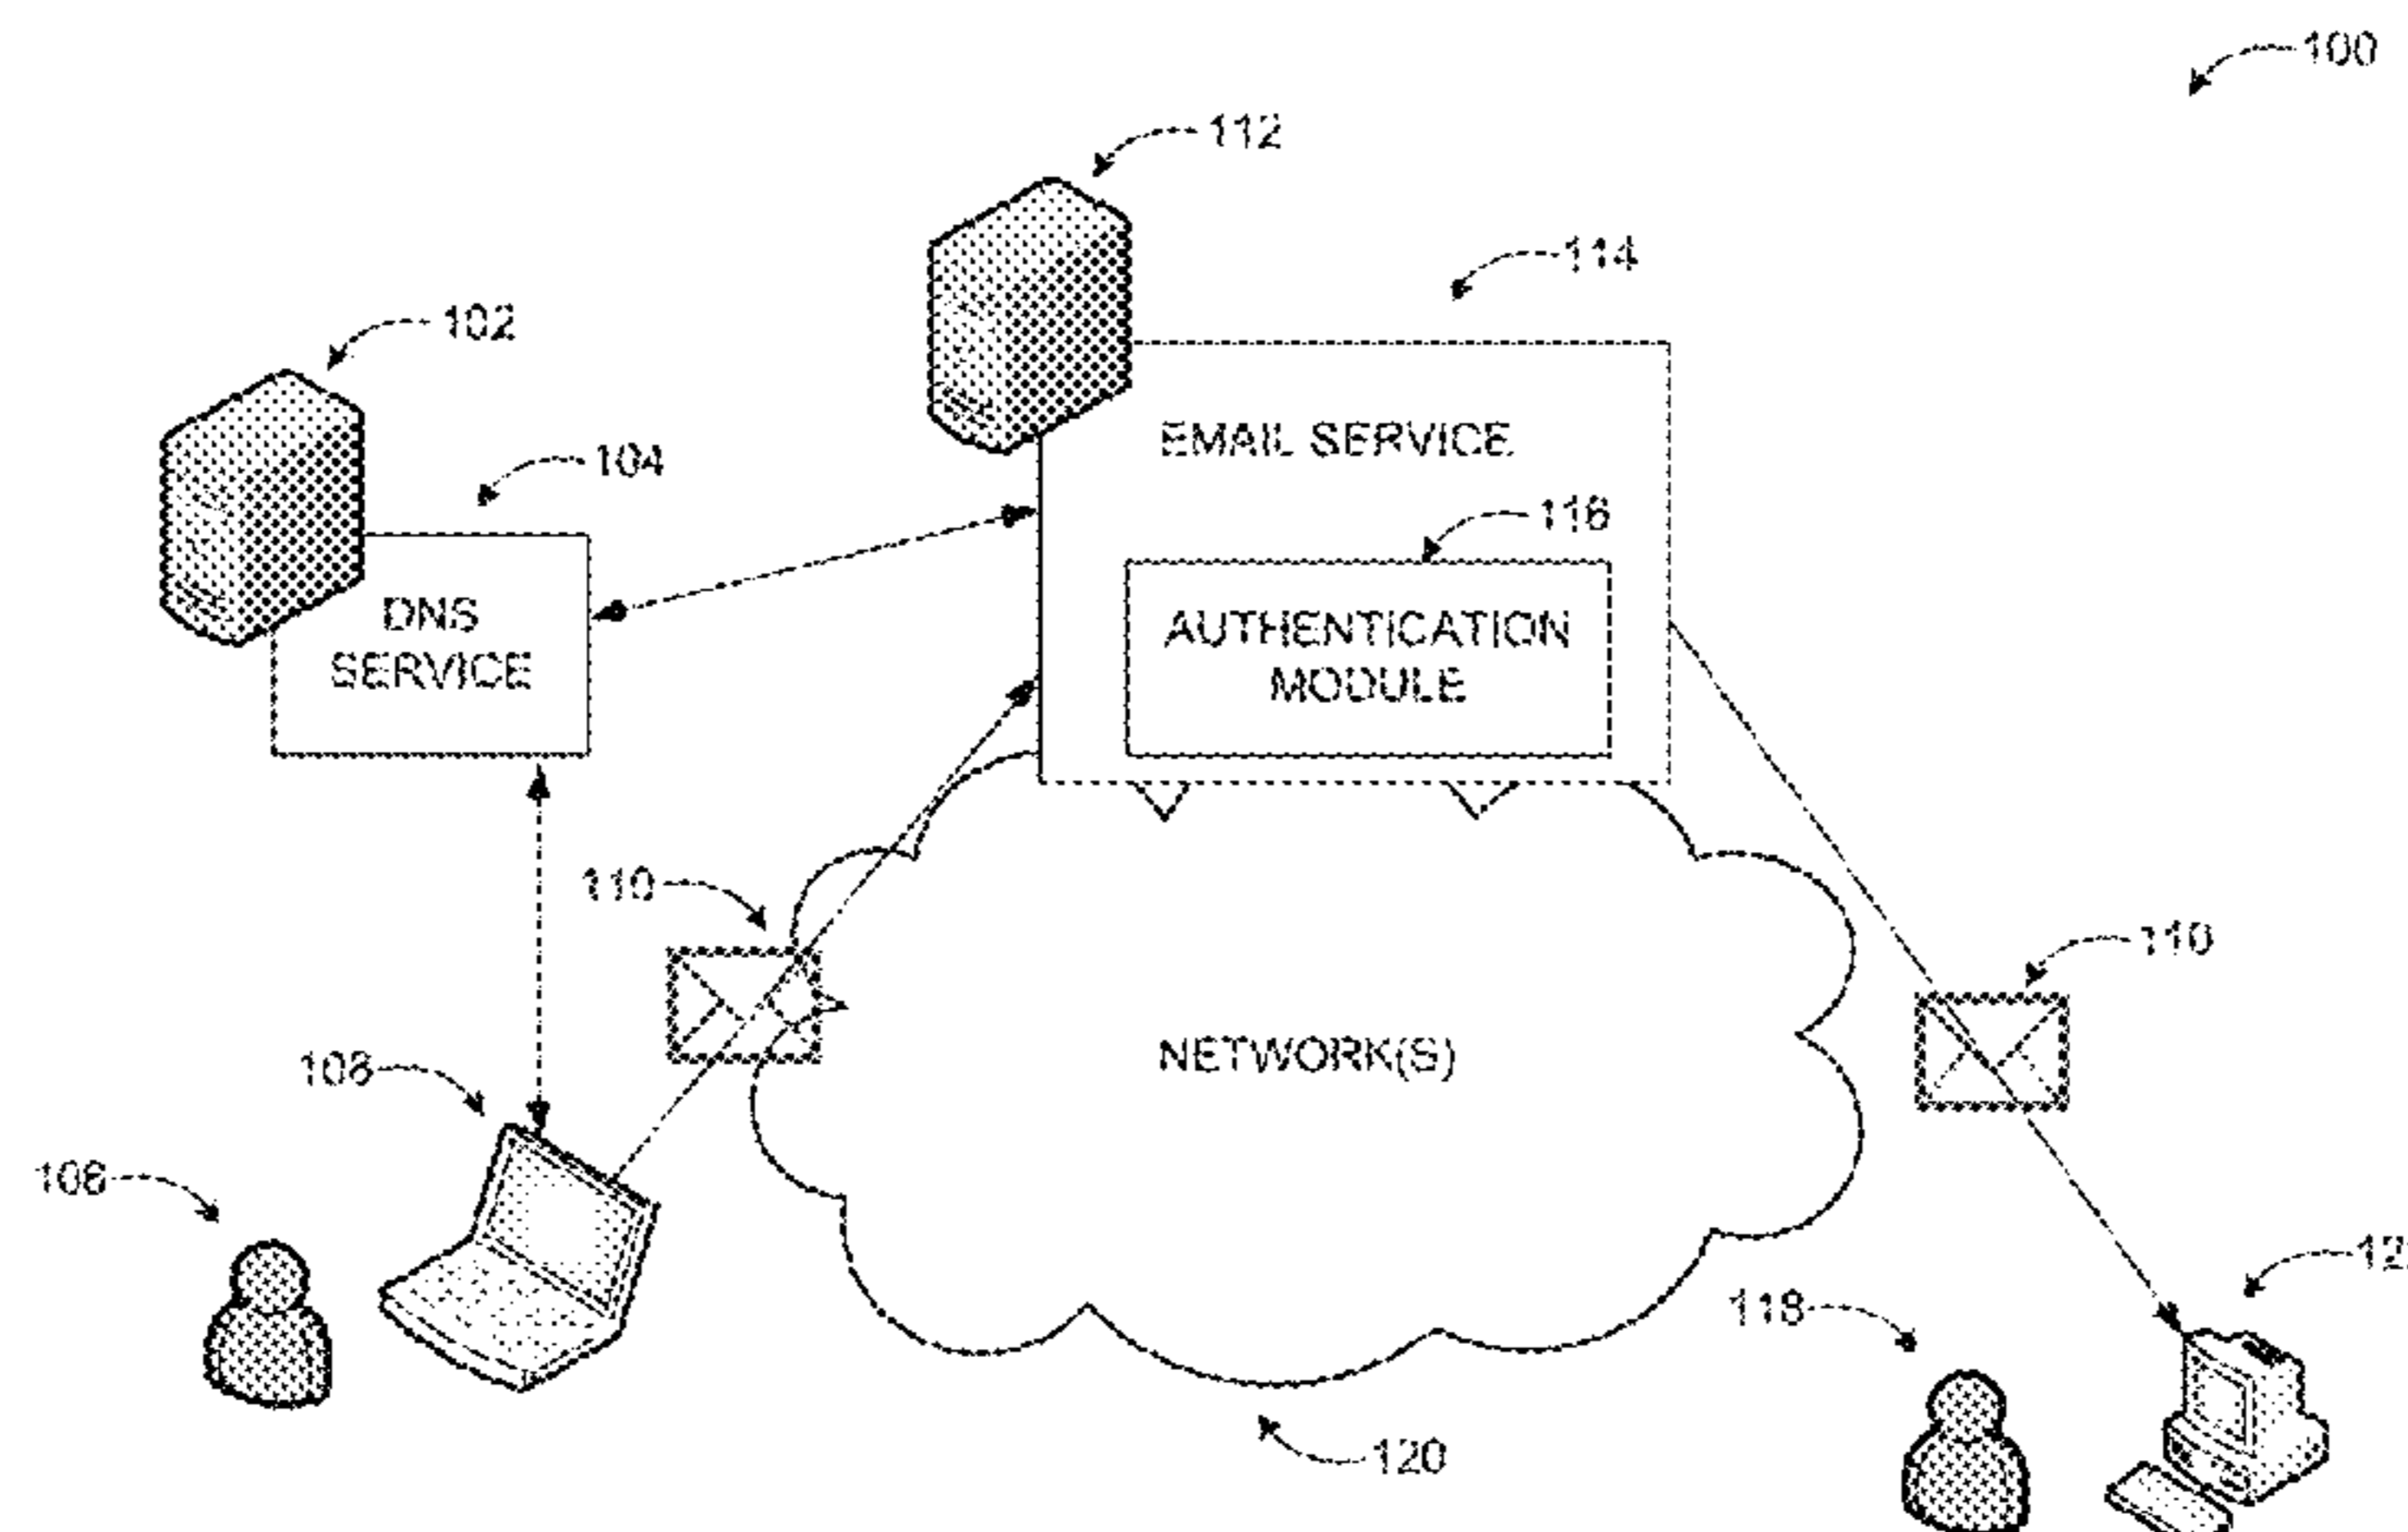 100
112
114
102
EMAIL SERVICE
104
116
DNS
SERVICE
AUTHENTICATION
MODULE
110
110
NETWORK(S)
108
106
118
120